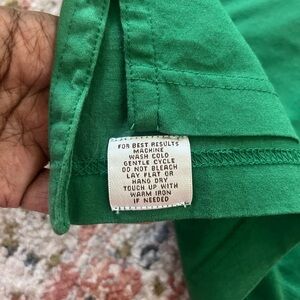 FOR BEST RESULTS
MACHINE
WASH COLD
GENTLE CYCLE
DO NOT BLEACH
LAY FLAT OR
HANG DRY
TOUCH UP WITH
WARM IRON
IF NEEDED